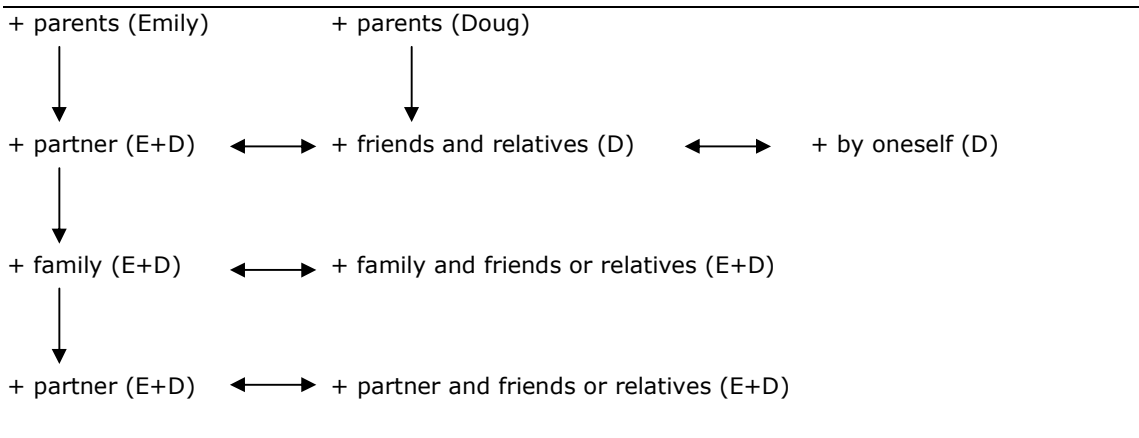 + parents (Emily) + parents (Doug)
+ partner (E+D) + friends and relatives (D) + by oneself (D)
+ family (E+D) + family and friends or relatives (E+D)
+ partner (E+D) + partner and friends or relatives (E+D)